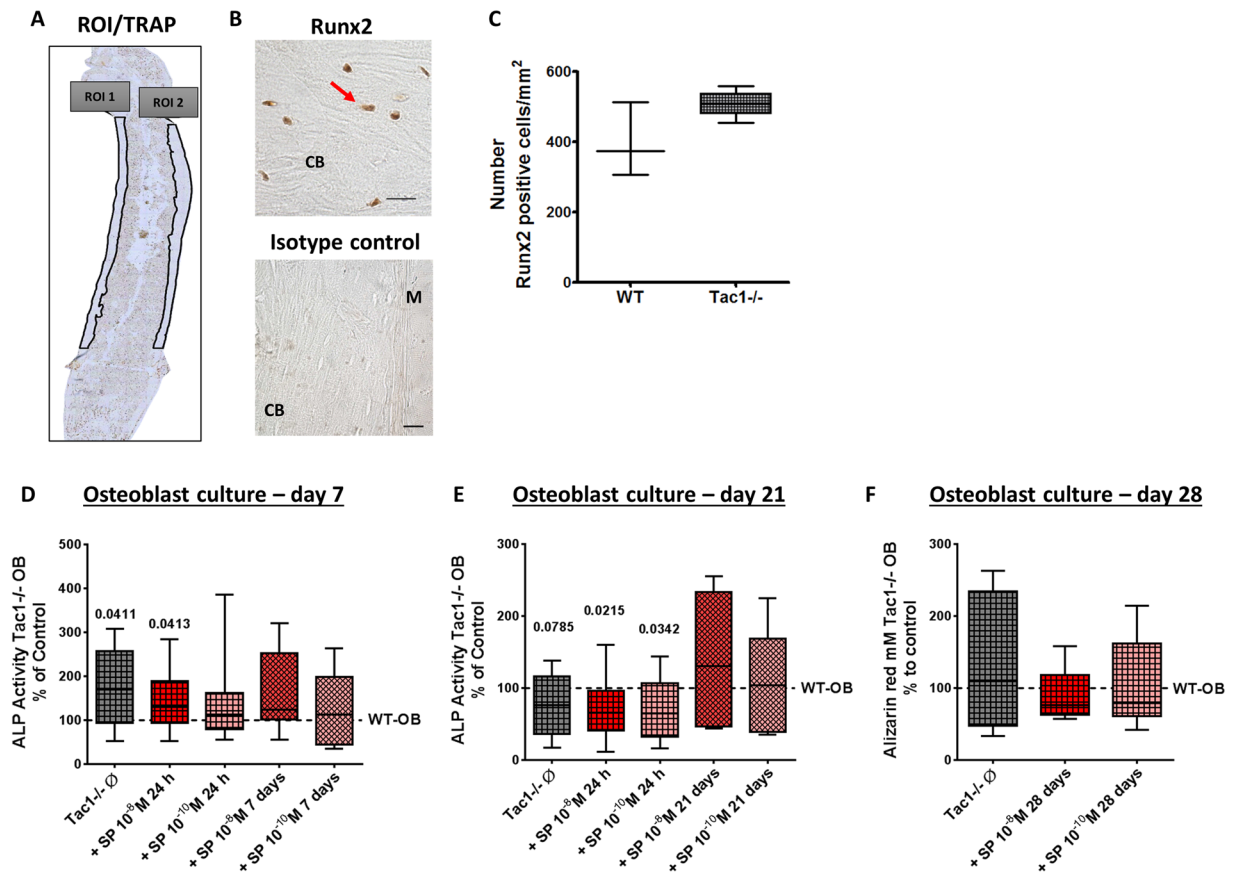 A
ROI/TRAP
ROI 1
ROI 2
B
Runx2
CB
Isotype control
M
CB
C
Number
Runx2 positive cells/mm²
600
400
200
0
WT
Tac1-/-
D
Osteoblast culture – day 7
ALP Activity Tac1-/- OB
% of Control
500
400
300
200
100
0
0.0411
0.0413
WT-OB
Tac1-/- Ø
+ SP 10⁻⁸M 24 h
+ SP 10⁻¹⁰M 24 h
+ SP 10⁻⁸M 7 days
+ SP 10⁻¹⁰M 7 days
E
Osteoblast culture – day 21
ALP Activity Tac1-/- OB
% of Control
300
200
100
0
0.0785
0.0215
0.0342
WT-OB
Tac1-/- Ø
+ SP 10⁻⁸M 24 h
+ SP 10⁻¹⁰M 24 h
+ SP 10⁻⁸M 21 days
+ SP 10⁻¹⁰M 21 days
F
Osteoblast culture – day 28
Alizarin red mM Tac1-/- OB
% to control
300
200
100
0
WT-OB
Tac1-/- Ø
+ SP 10⁻⁸M 28 days
+ SP 10⁻¹⁰M 28 days